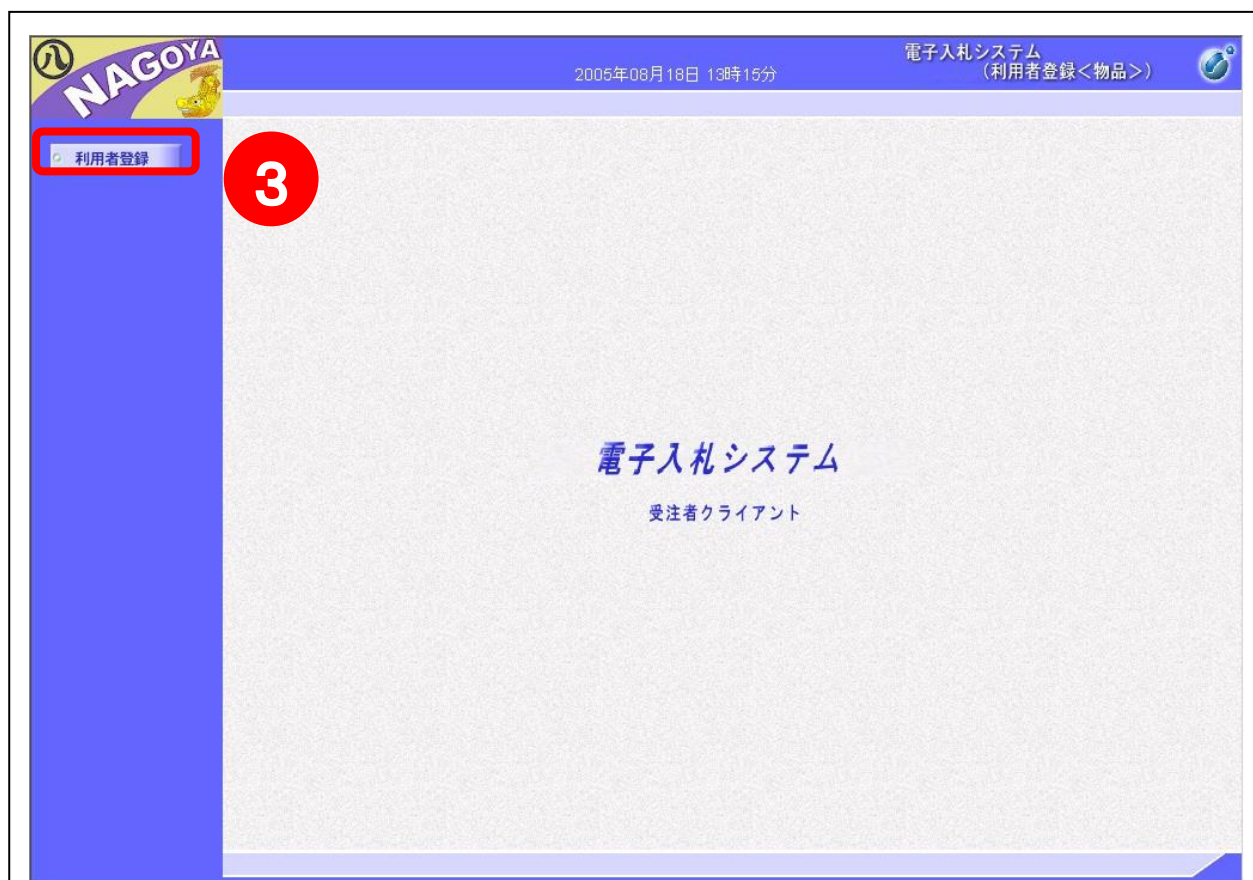 八
NAGOYA
2005年08月18日 13時15分
電子入札システム
(利用者登録<物品>)
利用者登録
3
電子入札システム
受注者クライアント